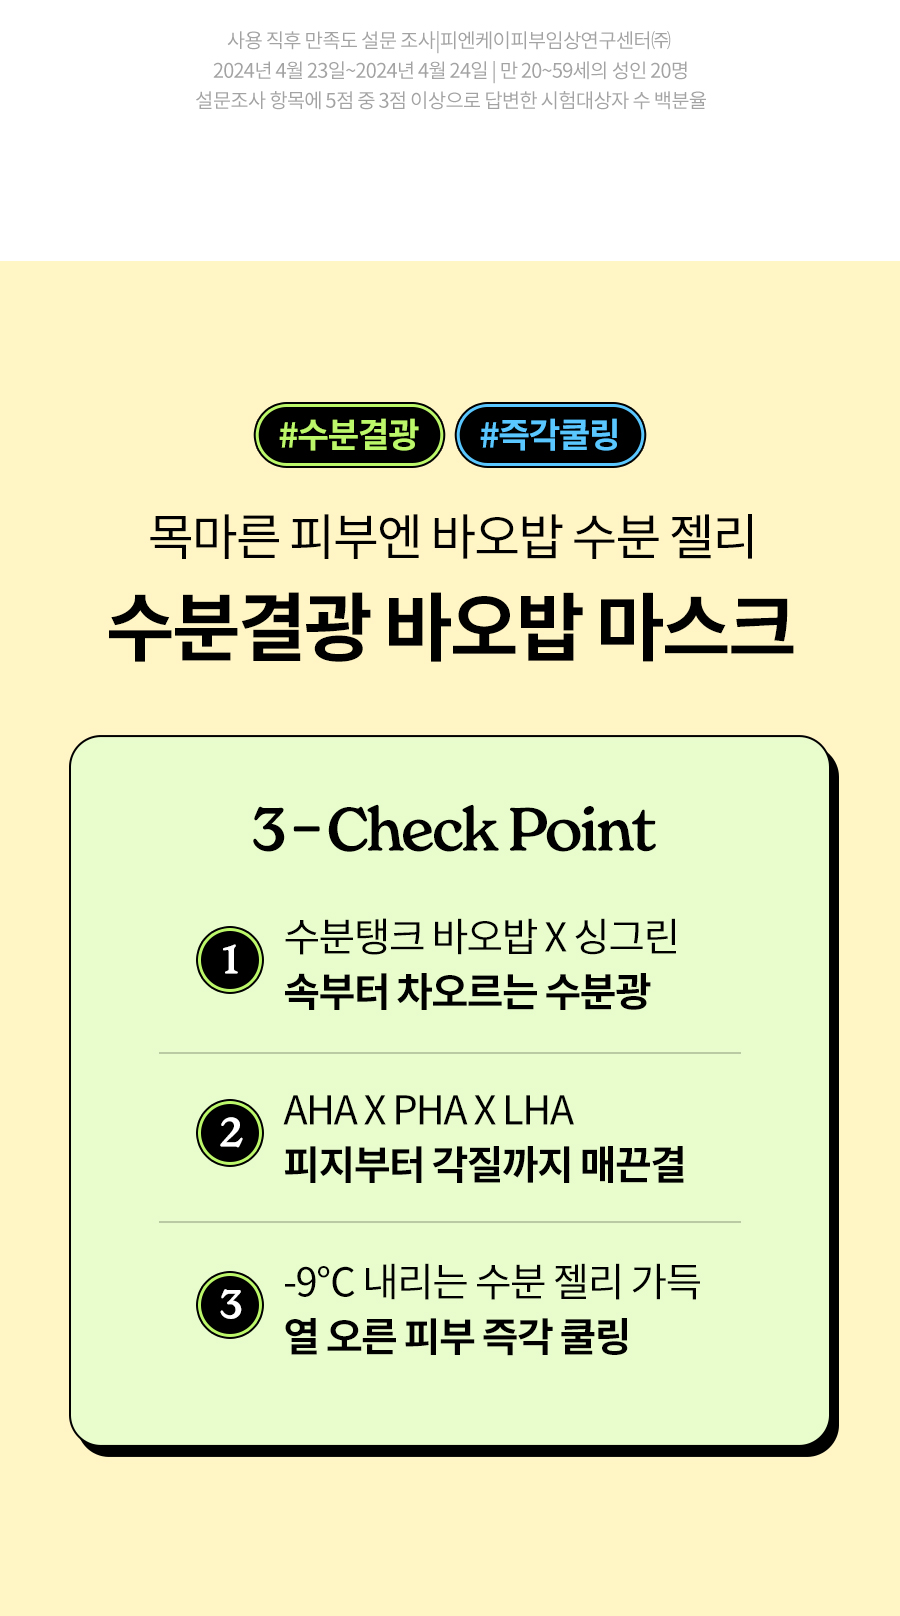 사용 직후 만족도 설문 조사|피엔케이피부임상연구센터㈜
2024년 4월 23일~2024년 4월 24일 | 만 20~59세의 성인 20명
설문조사 항목에 5점 중 3점 이상으로 답변한 시험대상자 수 백분율
#수분결광 #즉각쿨링
목마른 피부엔 바오밥 수분 젤리
수분결광 바오밥 마스크
3-Check Point
1 수분탱크 바오밥 X 싱그린
속부터 차오르는 수분광
2 AHA X PHA X LHA
피지부터 각질까지 매끈결
3 -9°C 내리는 수분 젤리 가득
열 오른 피부 즉각 쿨링